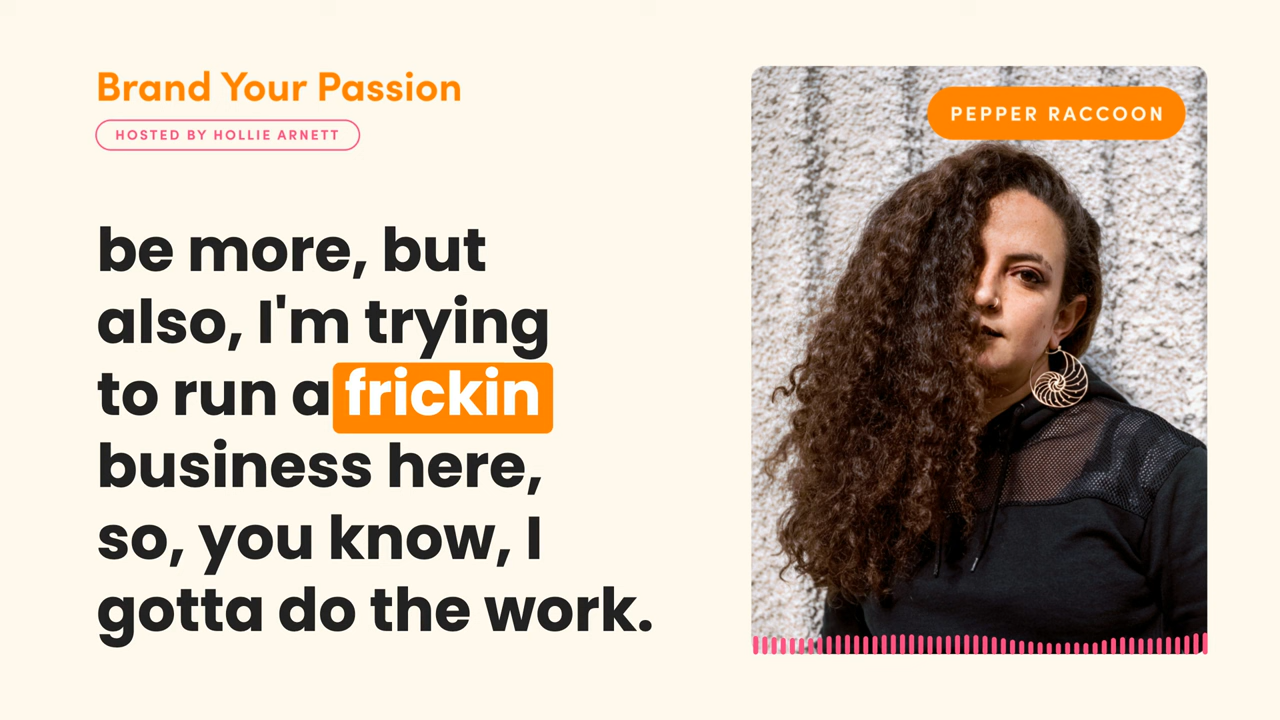 Brand Your Passion
HOSTED BY HOLLIE ARNETT
PEPPER RACCOON
be more, but
also, I'm trying
to run a frickin
business here,
so, you know, I
gotta do the work.